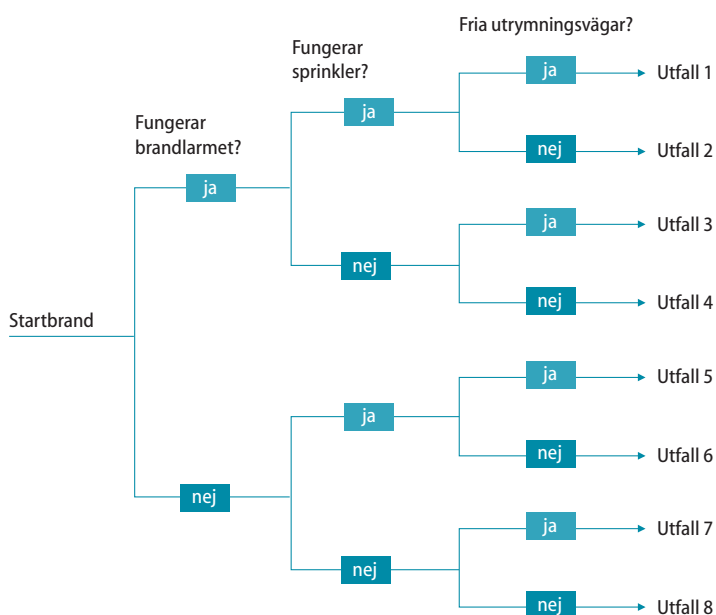 Fria utrymningsvägar?
Fungerar
sprinkler?
ja
Utfall 1
ja
Fungerar
brandlarmet?
nej
Utfall 2
ja
ja
Utfall 3
nej
nej
Utfall 4
Startbrand
ja
Utfall 5
ja
nej
Utfall 6
nej
ja
Utfall 7
nej
nej
Utfall 8